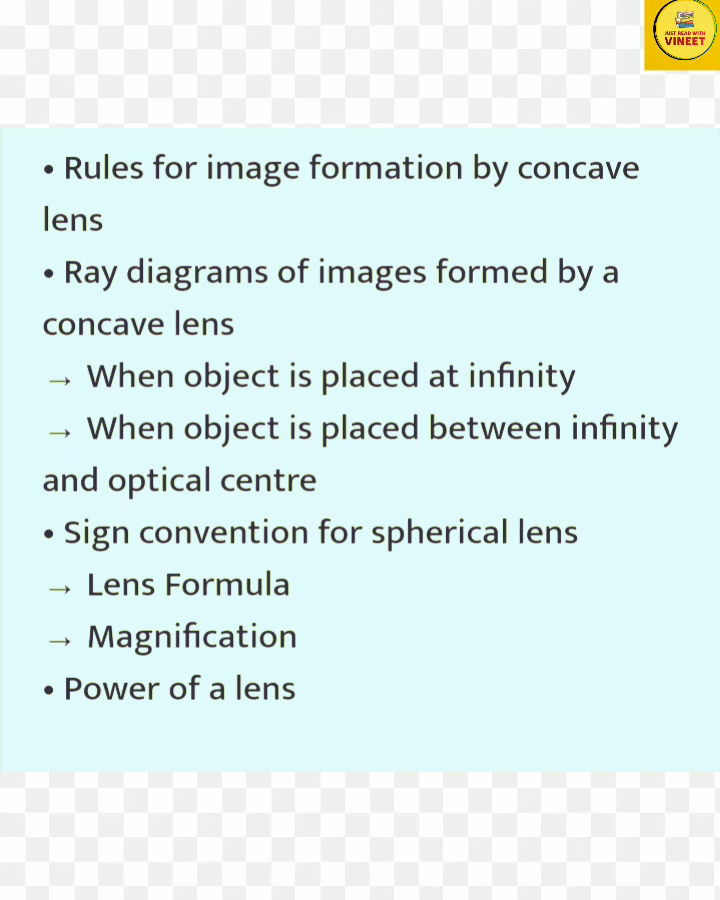 JUST READ WITH
VINEET
• Rules for image formation by concave
lens
• Ray diagrams of images formed by a
concave lens
→ When object is placed at infinity
→ When object is placed between infinity
and optical centre
• Sign convention for spherical lens
→ Lens Formula
→ Magnification
• Power of a lens